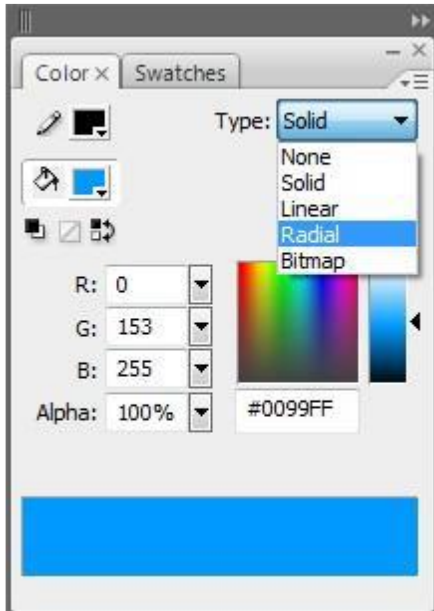 Color × Swatches
Type: Solid
None
Solid
Linear
Radial
Bitmap
R: 0
G: 153
B: 255
Alpha: 100% #0099FF